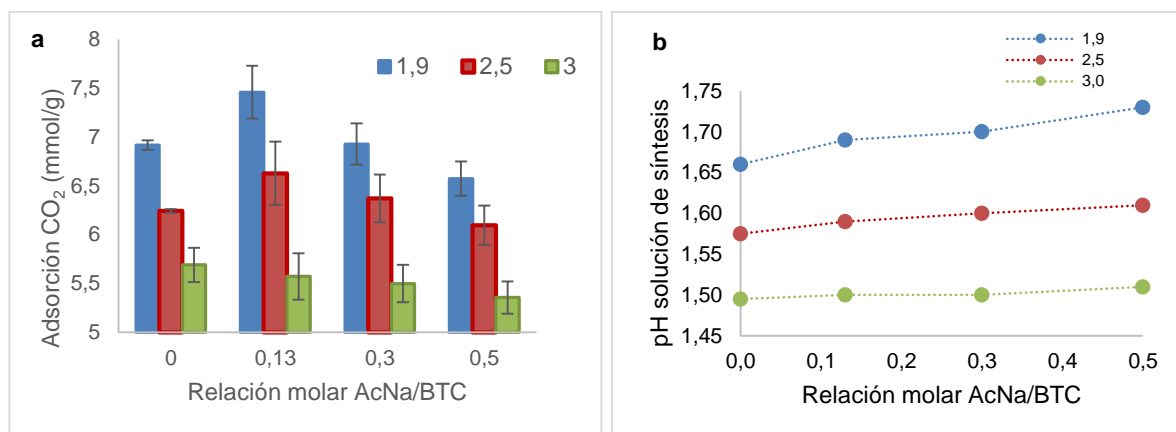 a
8
7,5
7
6,5
6
5,5
5
Adsorción CO₂ (mmol/g)
1,9 2,5 3
0 0,13 0,3 0,5
Relación molar AcNa/BTC
b
1,9
2,5
3,0
1,75
1,70
1,65
1,60
1,55
1,50
1,45
pH solución de síntesis
0,0 0,1 0,2 0,3 0,4 0,5
Relación molar AcNa/BTC